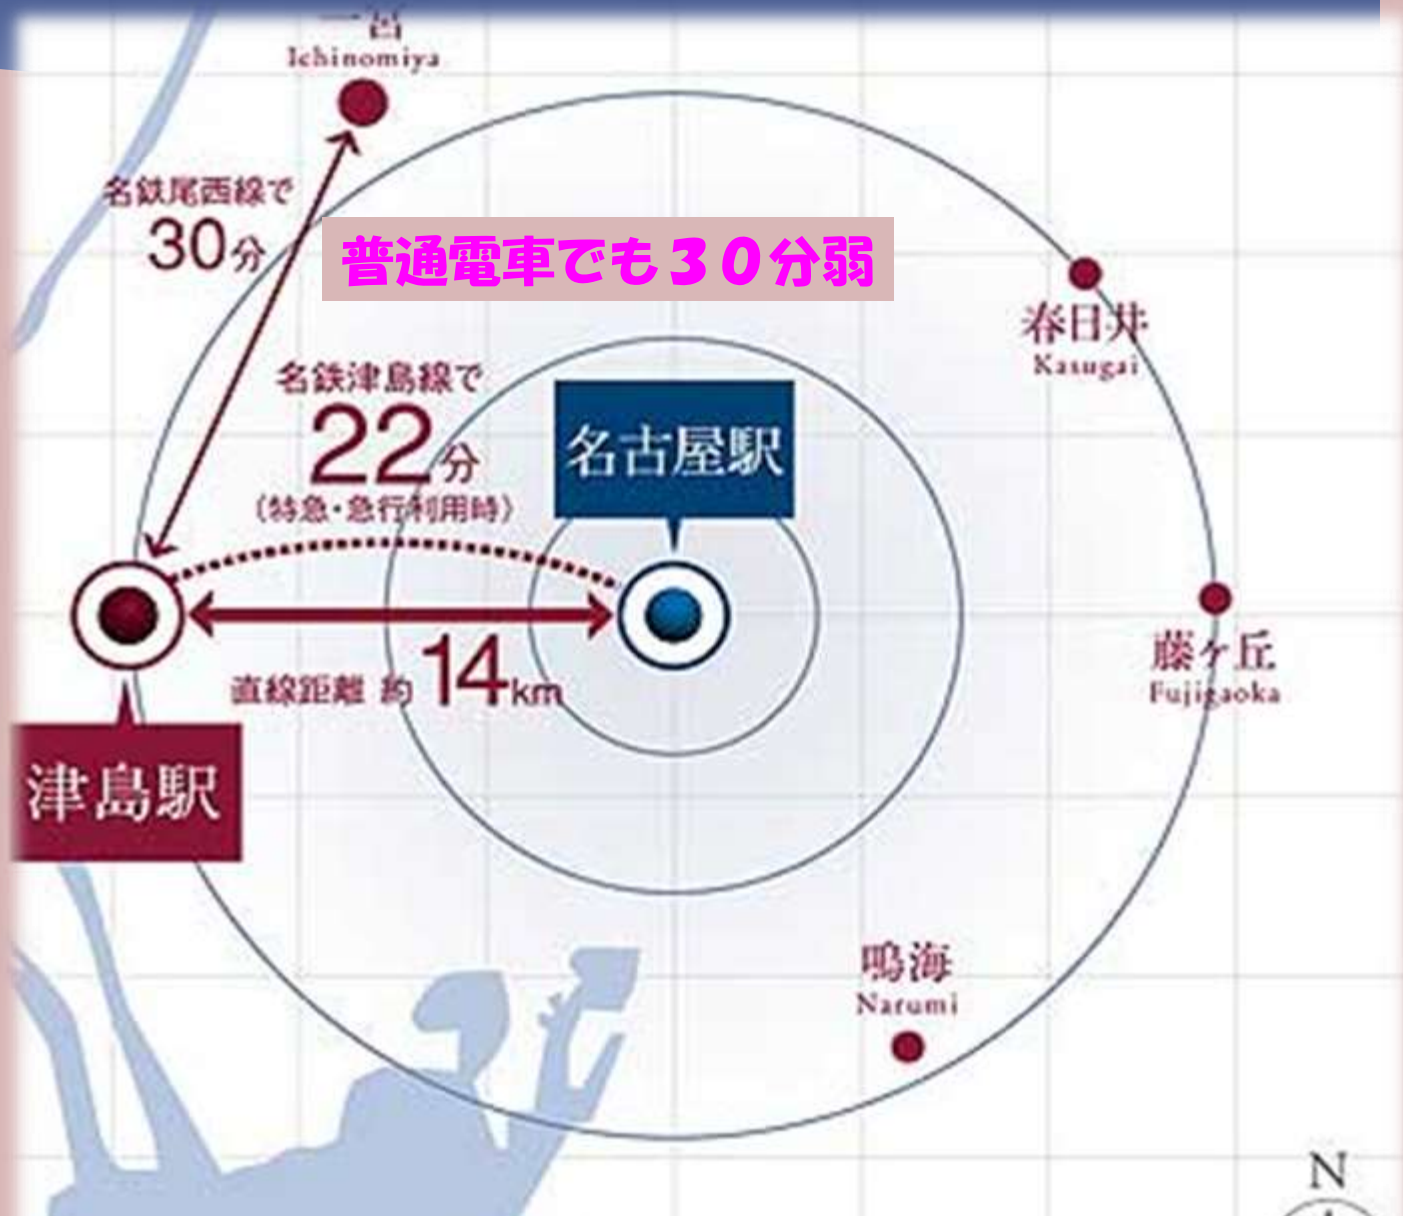 一宮
Ichinomiya
名鉄尾西線で
30分
普通電車でも３０分弱
春日井
Kasugai
名鉄津島線で
22分
（特急・急行利用時）
名古屋駅
藤ケ丘
Fujigaoka
直線距離 約14km
津島駅
鳴海
Narumi
N